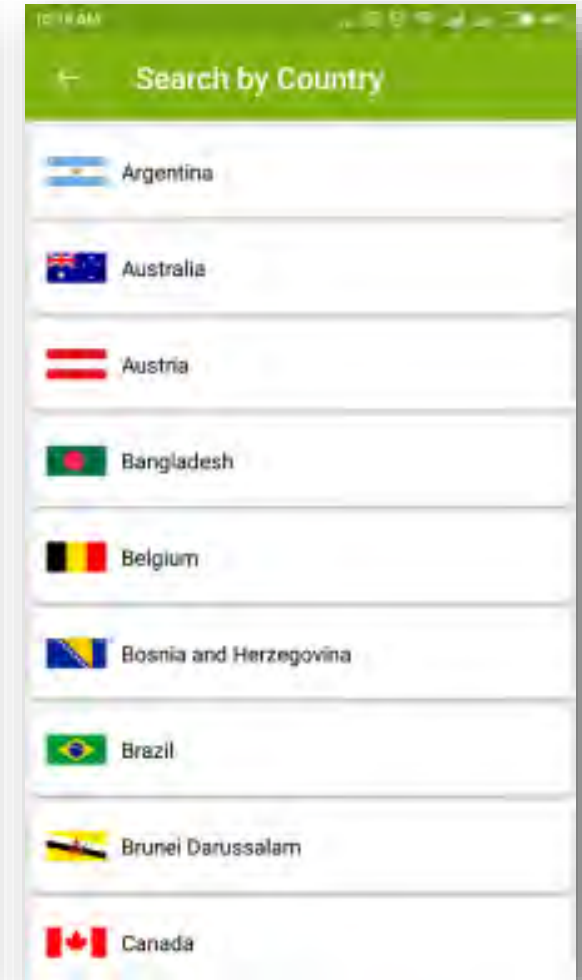 Search by Country
Argentina
Australia
Austria
Bangladesh
Belgium
Bosnia and Herzegovina
Brazil
Brunei Darussalam
Canada